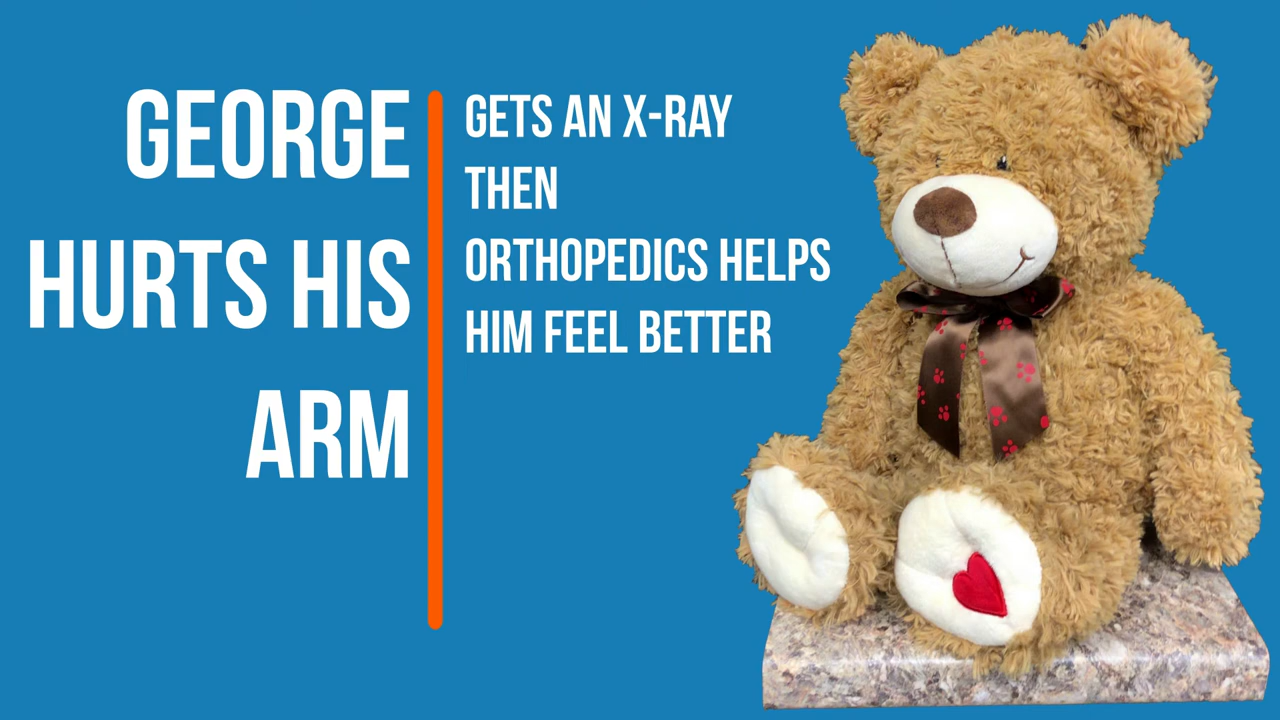 GEORGE
HURTS HIS
ARM
GETS AN X-RAY
THEN
ORTHOPEDICS HELPS
HIM FEEL BETTER